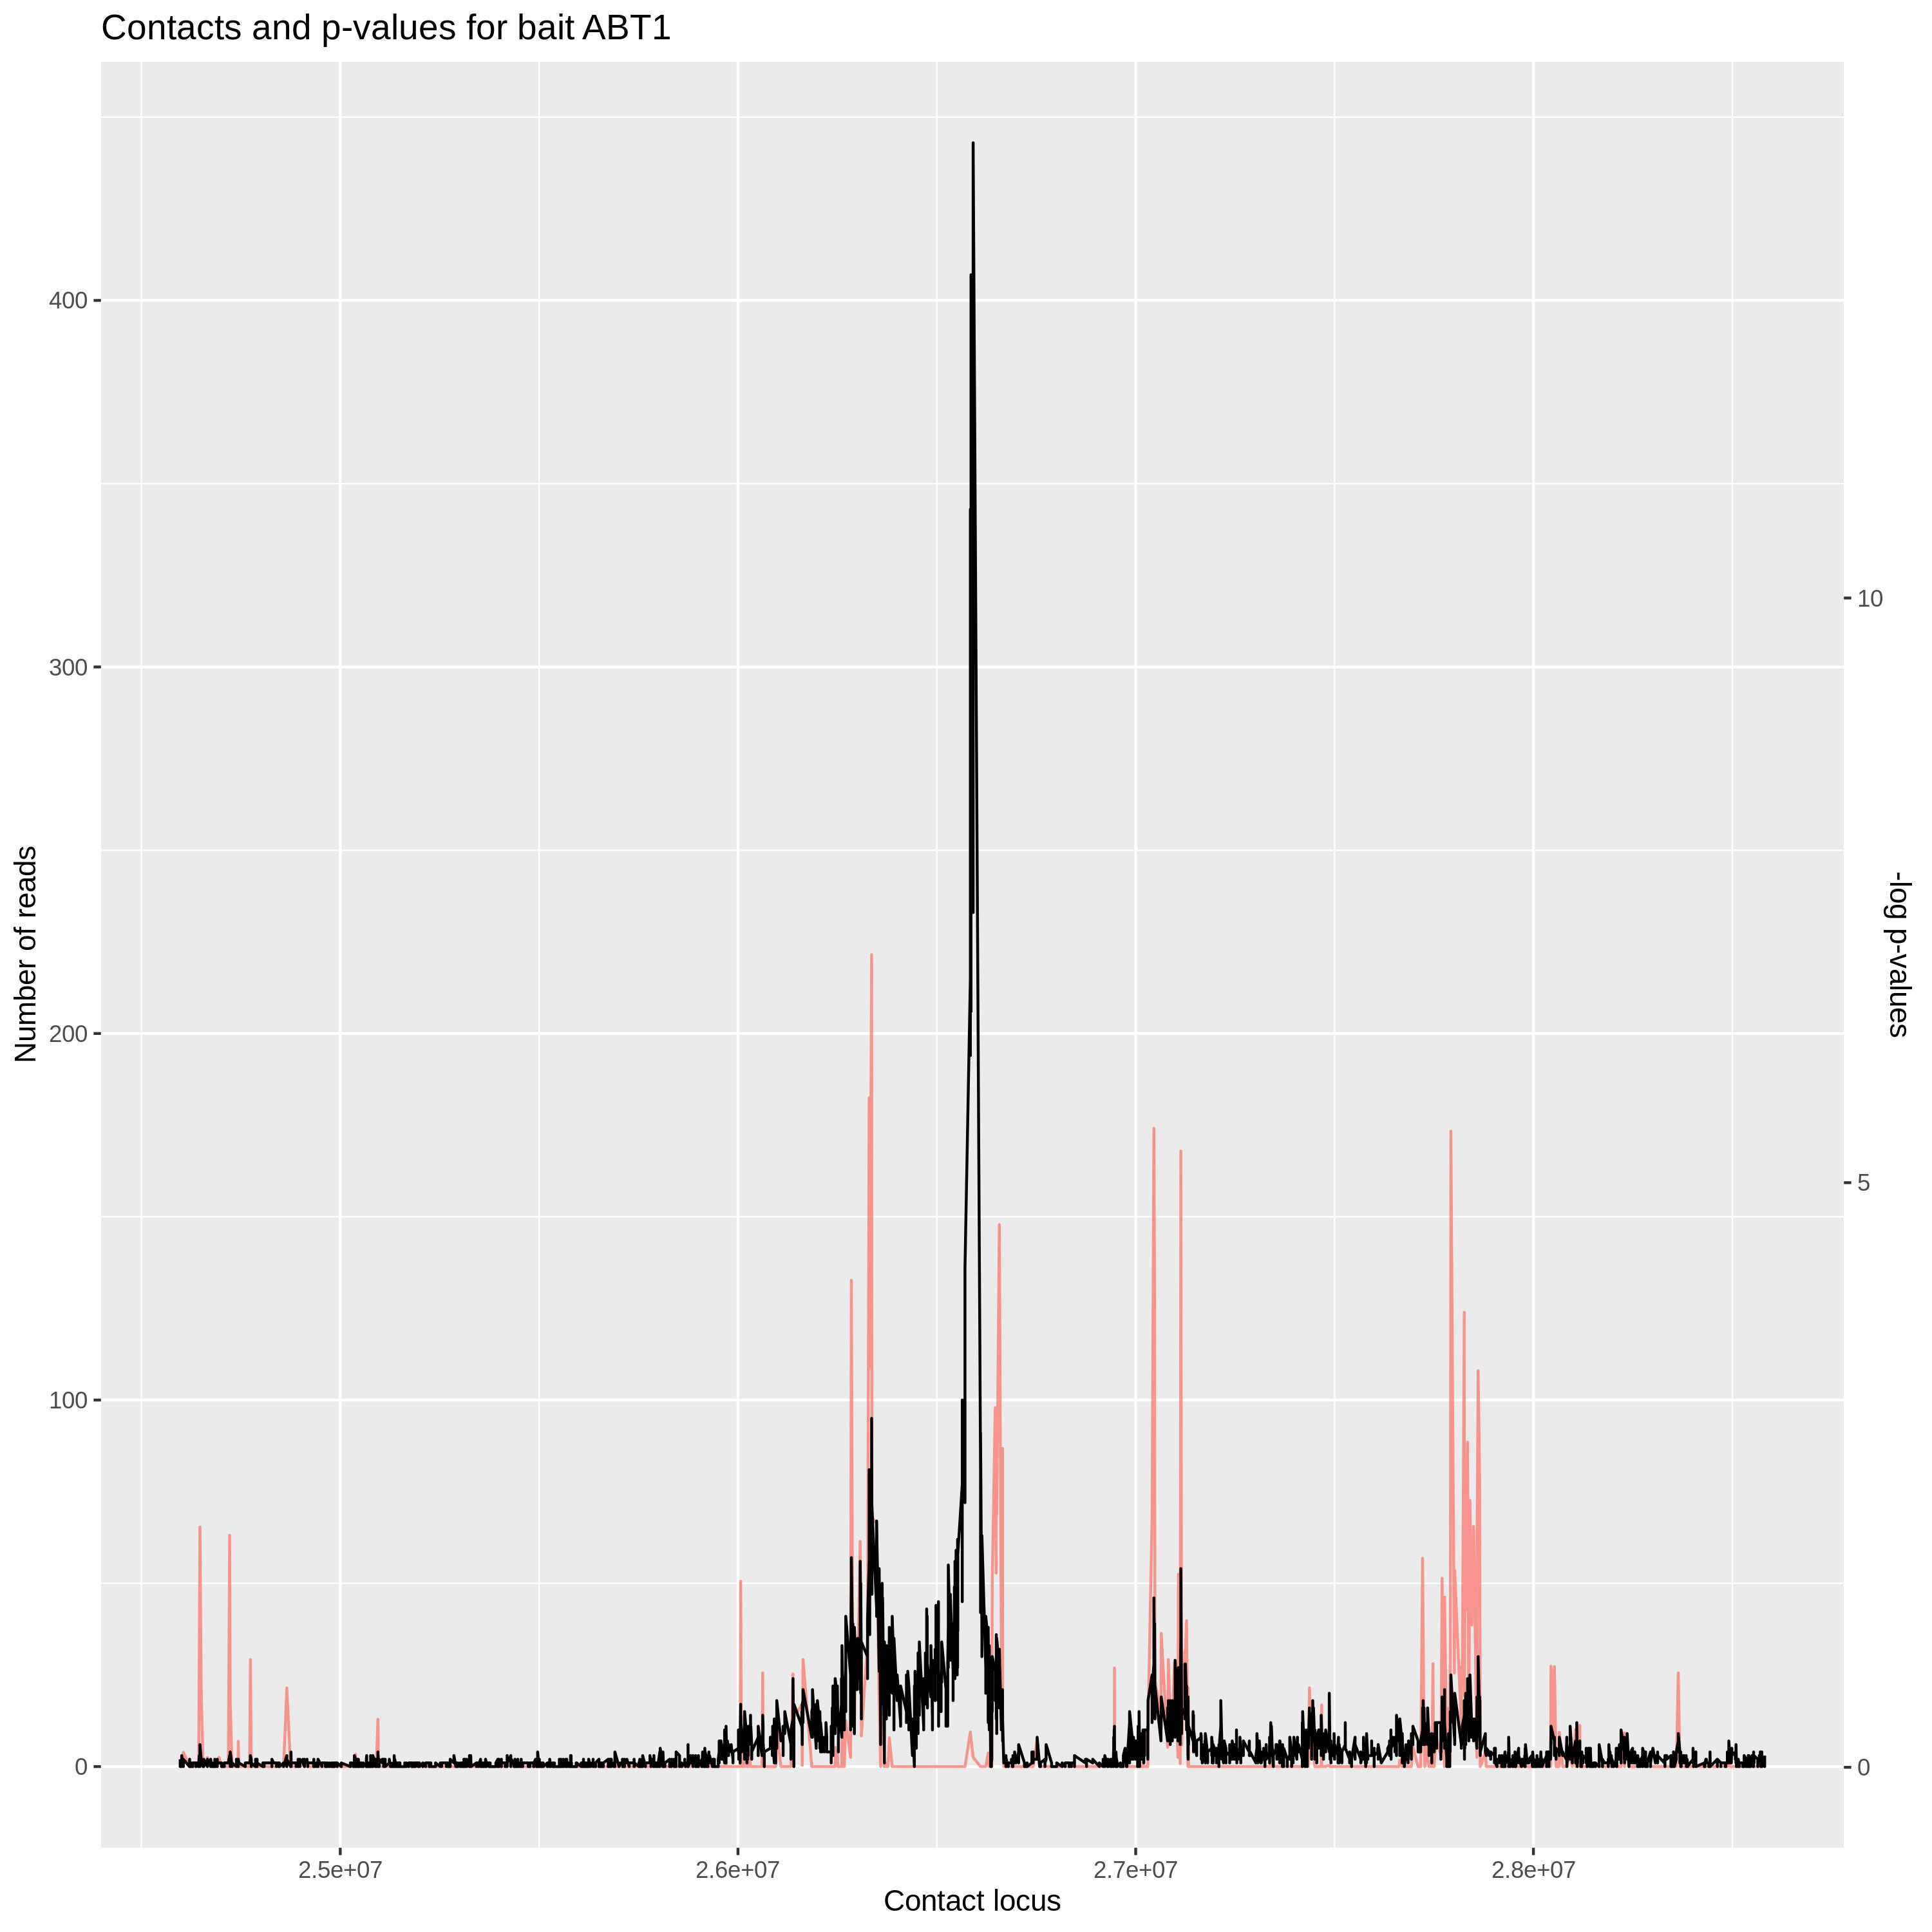 Contacts and p-values for bait ABT1
Number of reads
400
300
200
100
0
10
5
0
-log p-values
2.5e+07
2.6e+07
2.7e+07
2.8e+07
Contact locus